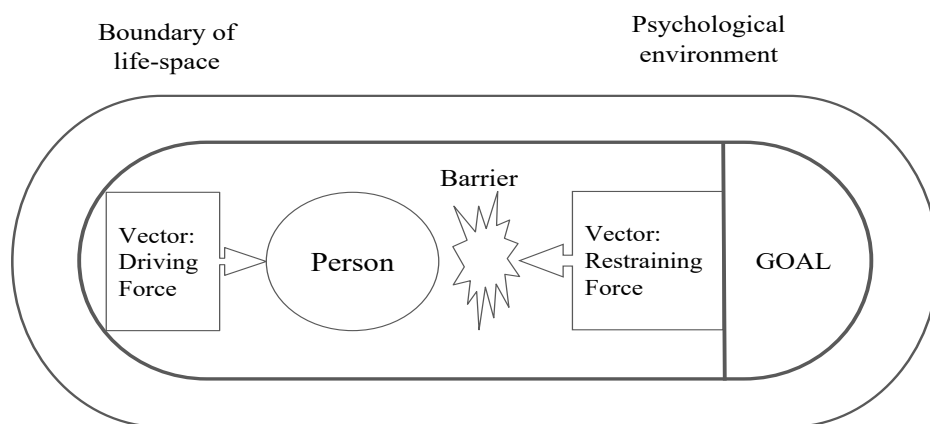 Boundary of
life-space
Psychological
environment
Barrier
Vector:
Driving
Force
Person
Vector:
Restraining
Force
GOAL